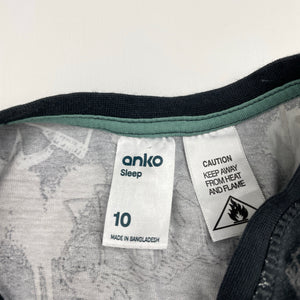 anko
Sleep
10
MADE IN BANGLADESH
CAUTION
KEEP AWAY
FROM HEAT
AND FLAME